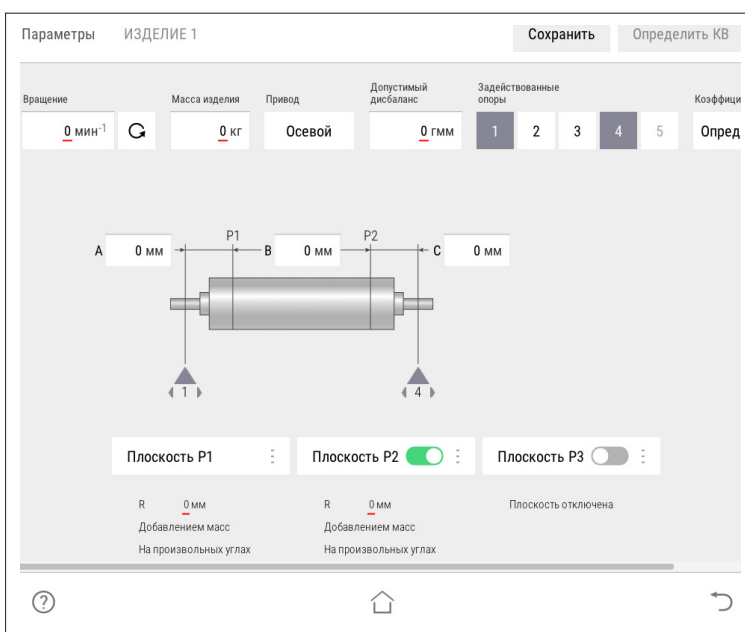 Параметры ИЗДЕЛИЕ 1 Сохранить Определить КВ
Вращение Масса изделия Привод Допустимый дисбаланс Задействованные опоры Коэффици
0 мин-1 0 кг Осевой 0 гмм 1 2 3 4 5 Опред
P1 P2
A 0 мм B 0 мм C 0 мм
1 4
Плоскость P1 Плоскость P2 Плоскость P3
R 0 мм R 0 мм Плоскость отключена
Добавлением масс Добавлением масс
На произвольных углах На произвольных углах
?